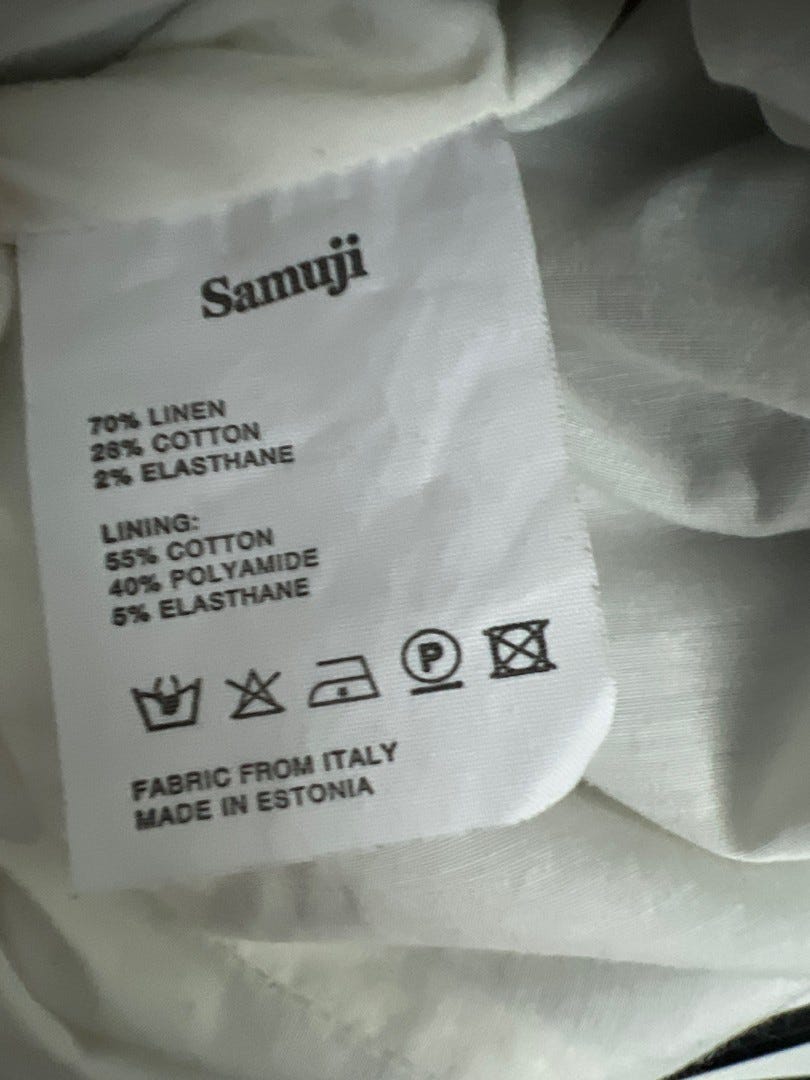 Samuji
70% LINEN
28% COTTON
2% ELASTHANE
LINING:
55% COTTON
40% POLYAMIDE
5% ELASTHANE
P
FABRIC FROM ITALY
MADE IN ESTONIA